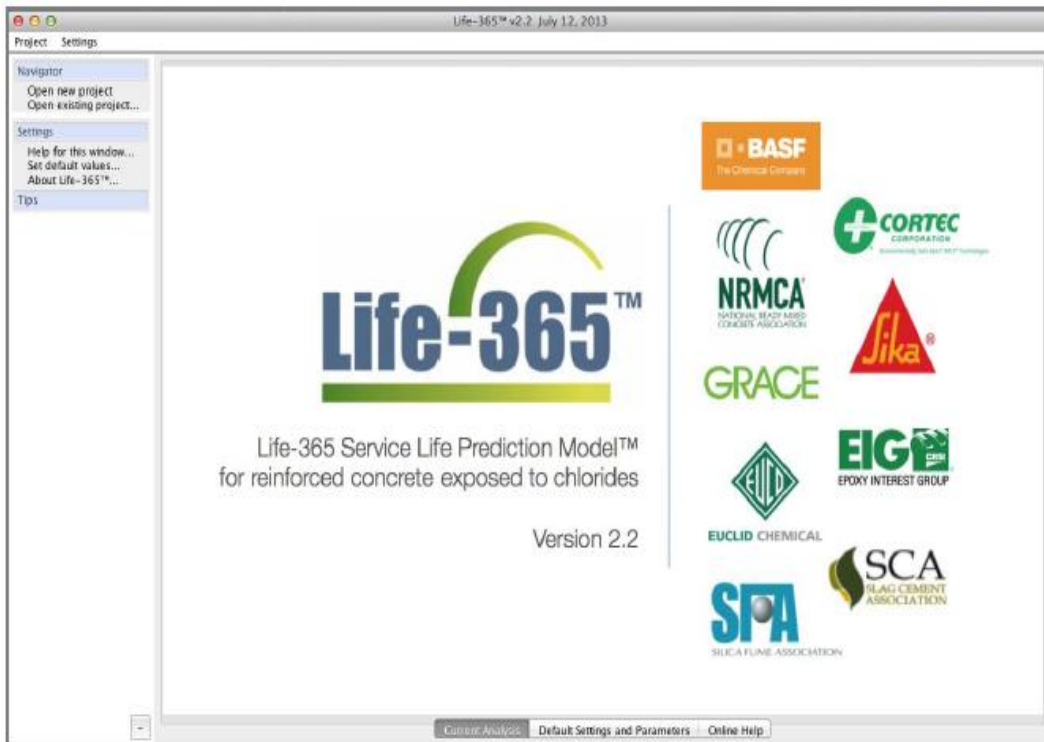 Life-365™ v2.2 July 12, 2013
Project Settings
Navigator
Open new project
Open existing project...
Settings
Help for this window...
Set default values...
About Life-365™...
Tips
Life-365™
Life-365 Service Life Prediction Model™
for reinforced concrete exposed to chlorides
Version 2.2
BASF
The Chemical Company
CORTEC
CORPORATION
NRMCA
NATIONAL READY MIXED
CONCRETE ASSOCIATION
Sika®
GRACE
EUCO
EUCLID CHEMICAL
EIG
CRSI
EPOXY INTEREST GROUP
SCA
SLAG CEMENT
ASSOCIATION
SFA
SILICA FUME ASSOCIATION
Current Analysis Default Settings and Parameters Online Help